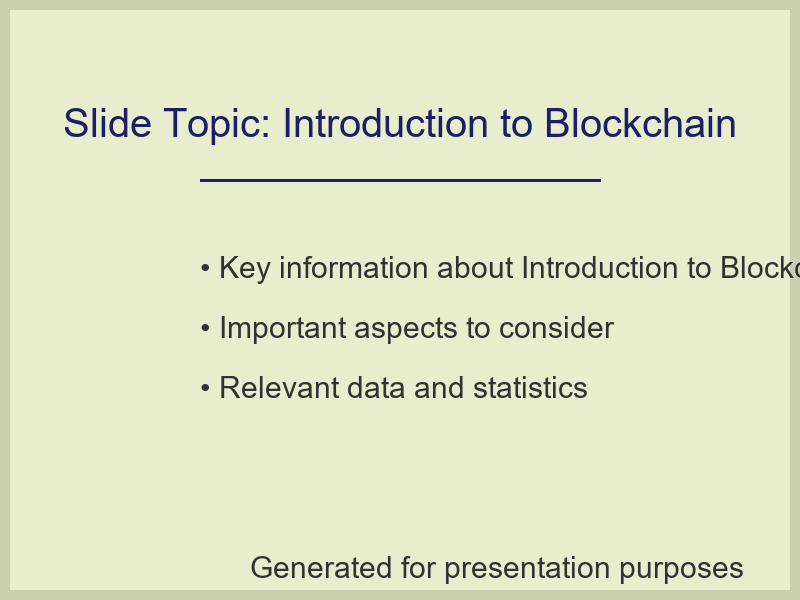 Slide Topic: Introduction to Blockchain
• Key information about Introduction to Blockc
• Important aspects to consider
• Relevant data and statistics
Generated for presentation purposes